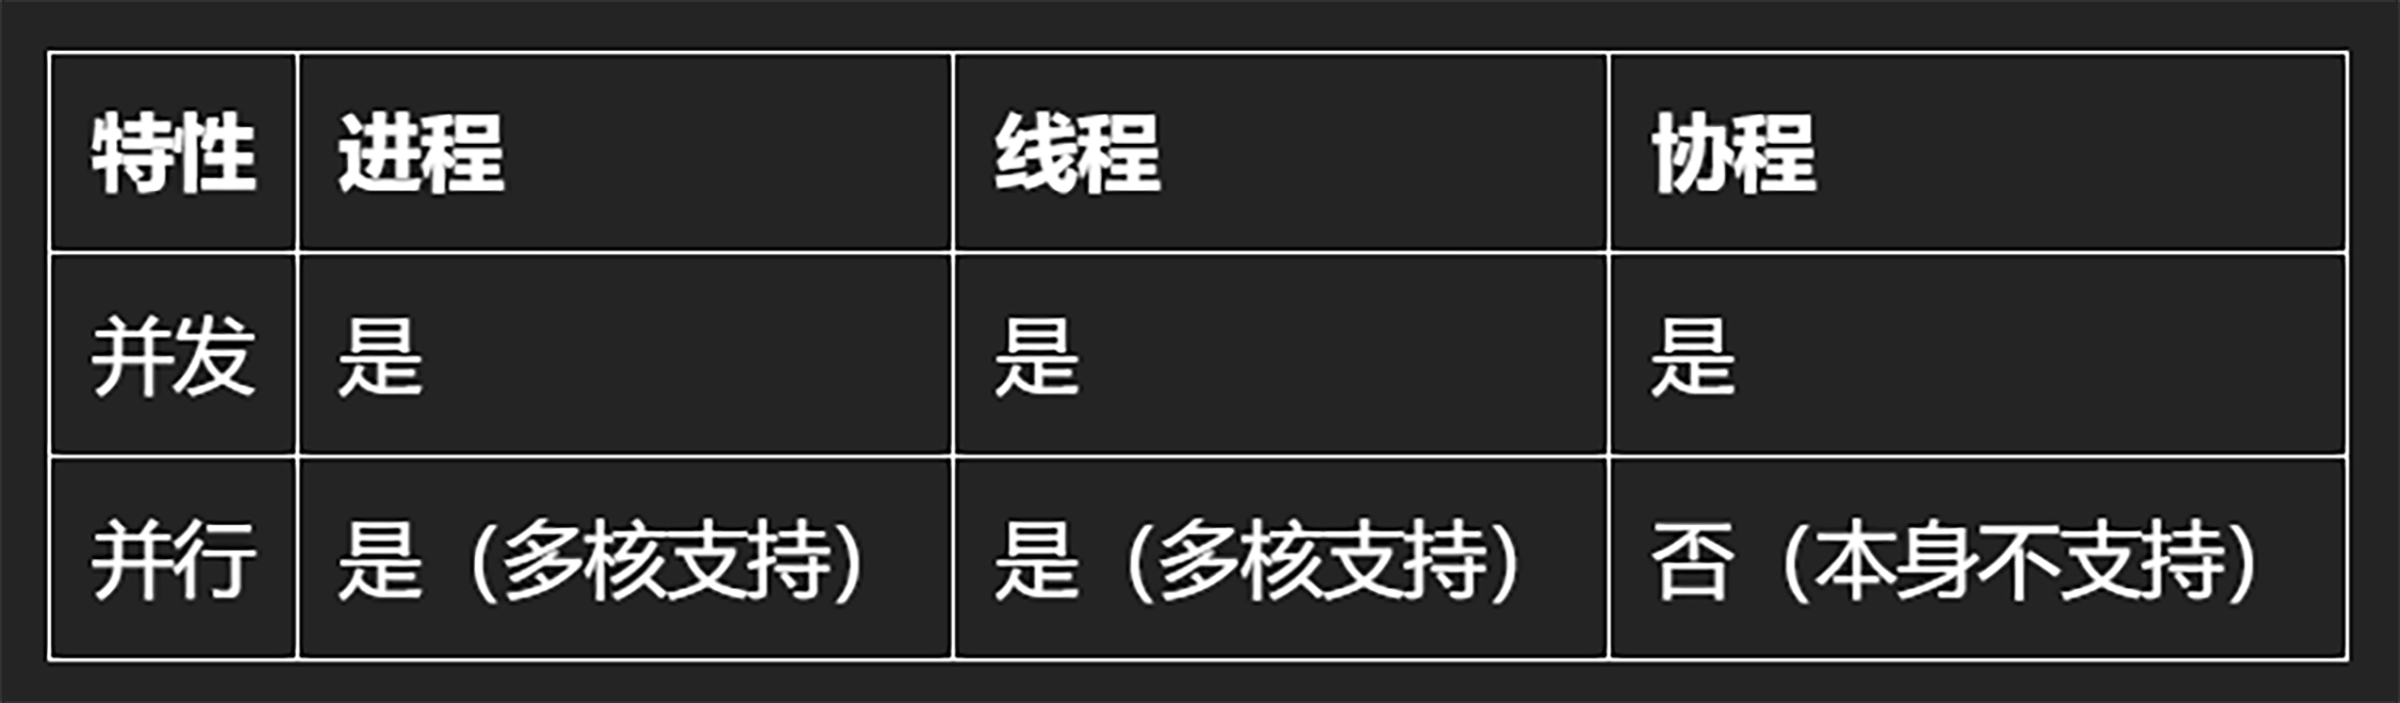 特性 进程 线程 协程
并发 是 是 是
并行 是（多核支持） 是（多核支持） 否（本身不支持）